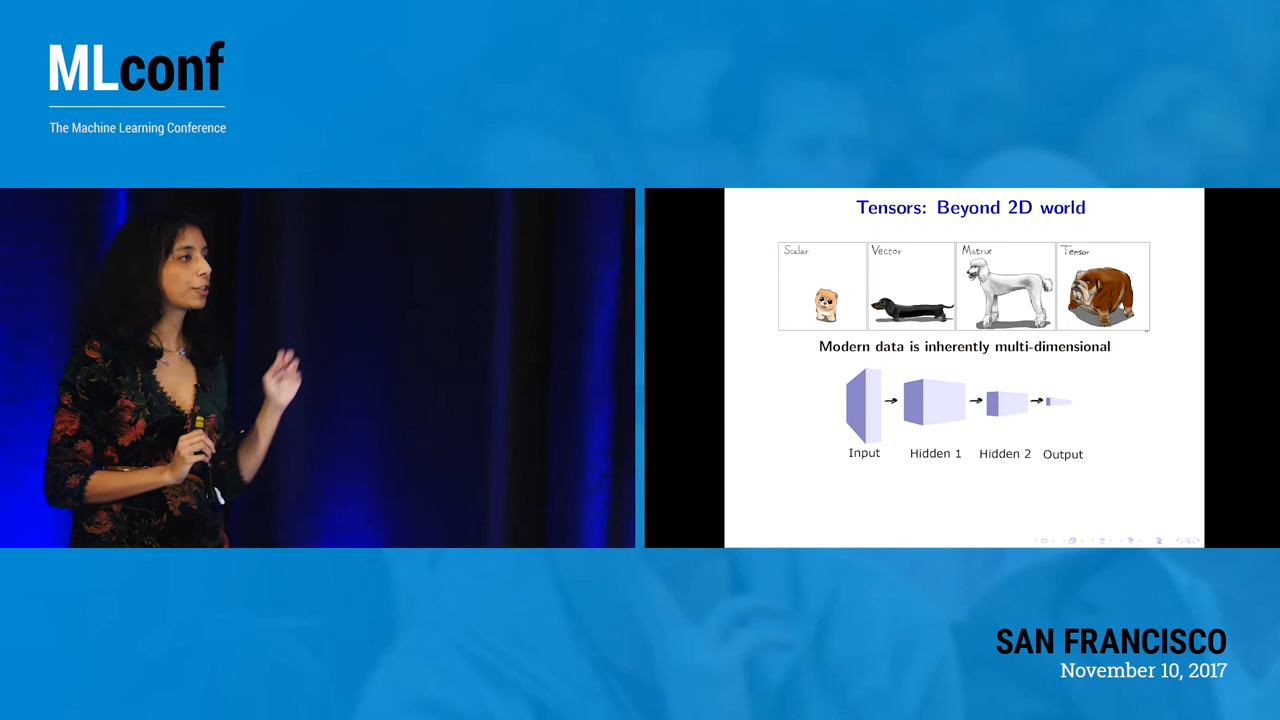 MLconf
The Machine Learning Conference
Tensors: Beyond 2D world
Scalar
Vector
Matrix
Tensor
Modern data is inherently multi-dimensional
Input
Hidden 1
Hidden 2
Output
SAN FRANCISCO
November 10, 2017